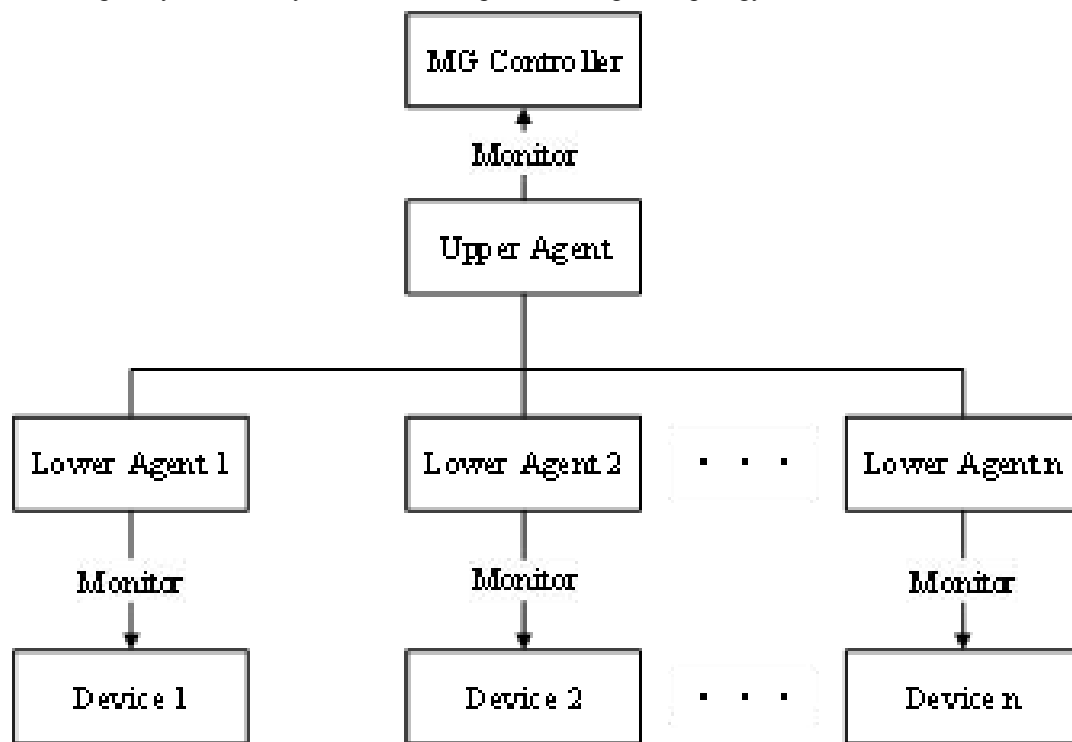 MG Controller
Monitor
Upper Agent
Lower Agent 1
Lower Agent 2
. . .
Lower Agent n
Monitor
Monitor
Monitor
Device 1
Device 2
. . .
Device n